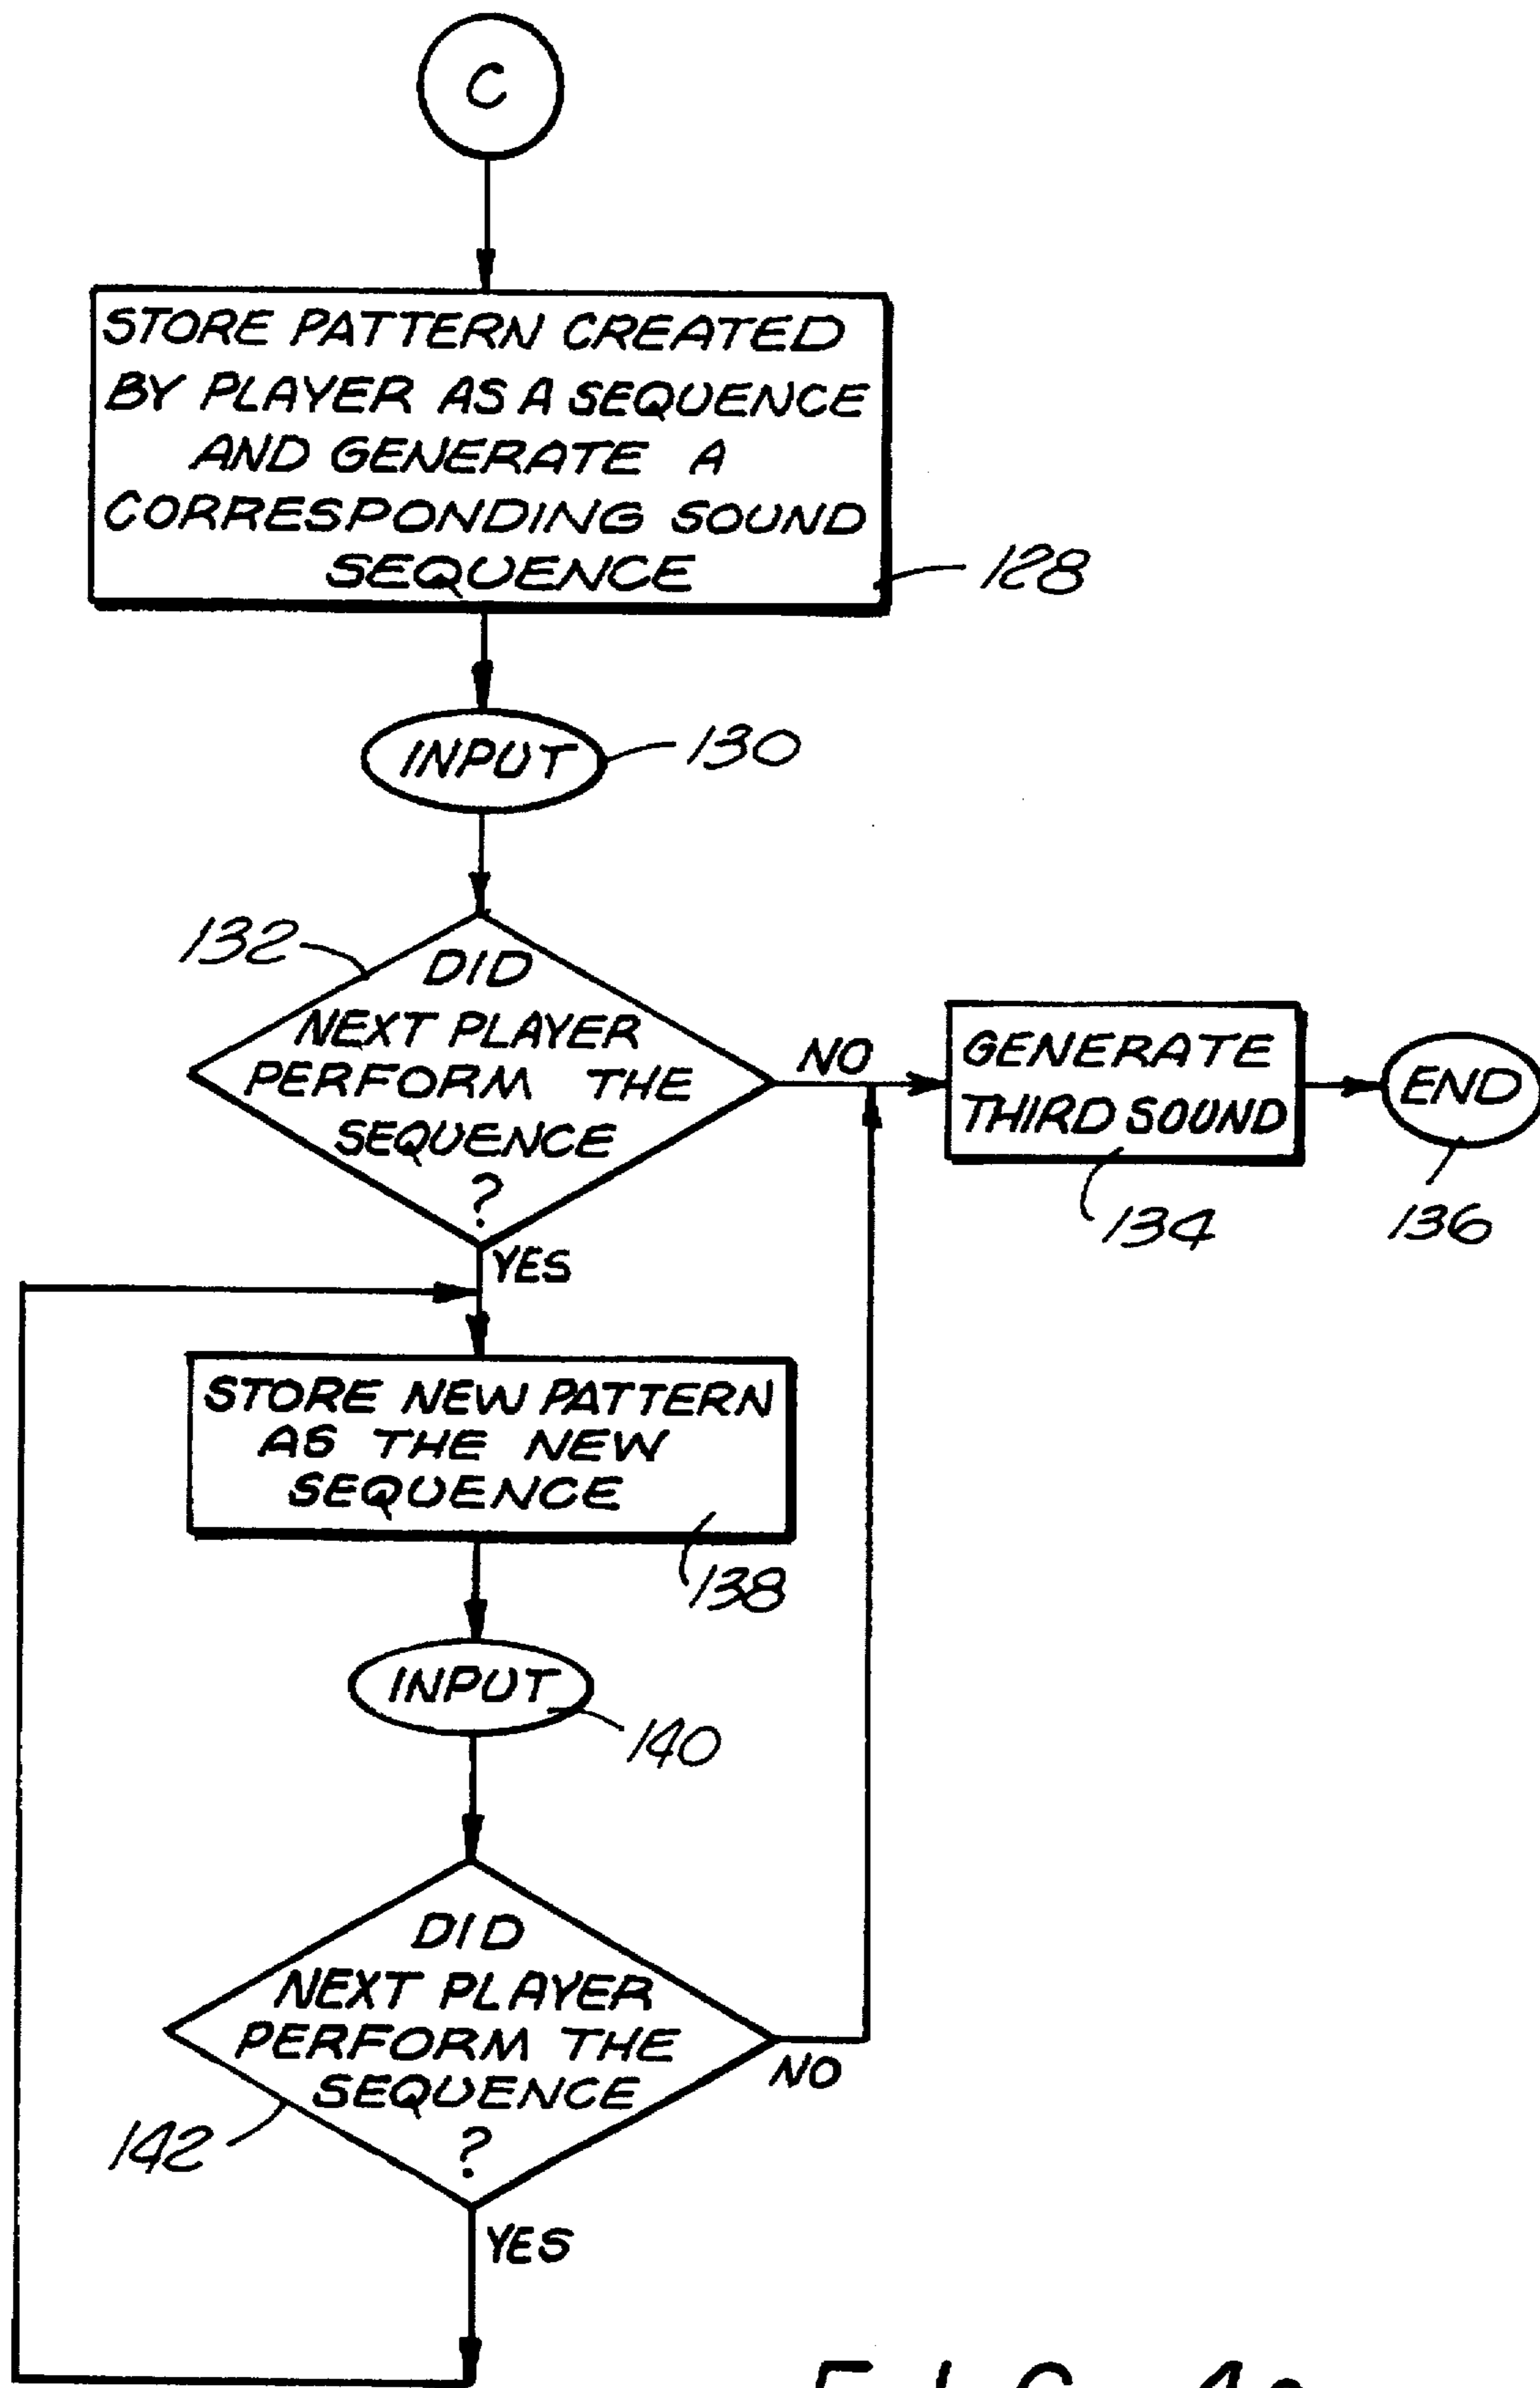 C
STORE PATTERN CREATED
BY PLAYER AS A SEQUENCE
AND GENERATE A
CORRESPONDING SOUND
SEQUENCE
128
INPUT
130
132
DID
NEXT PLAYER
PERFORM THE
SEQUENCE
?
NO
GENERATE
THIRD SOUND
134
END
136
YES
STORE NEW PATTERN
AS THE NEW
SEQUENCE
138
INPUT
140
DID
NEXT PLAYER
PERFORM THE
SEQUENCE
?
142
NO
YES